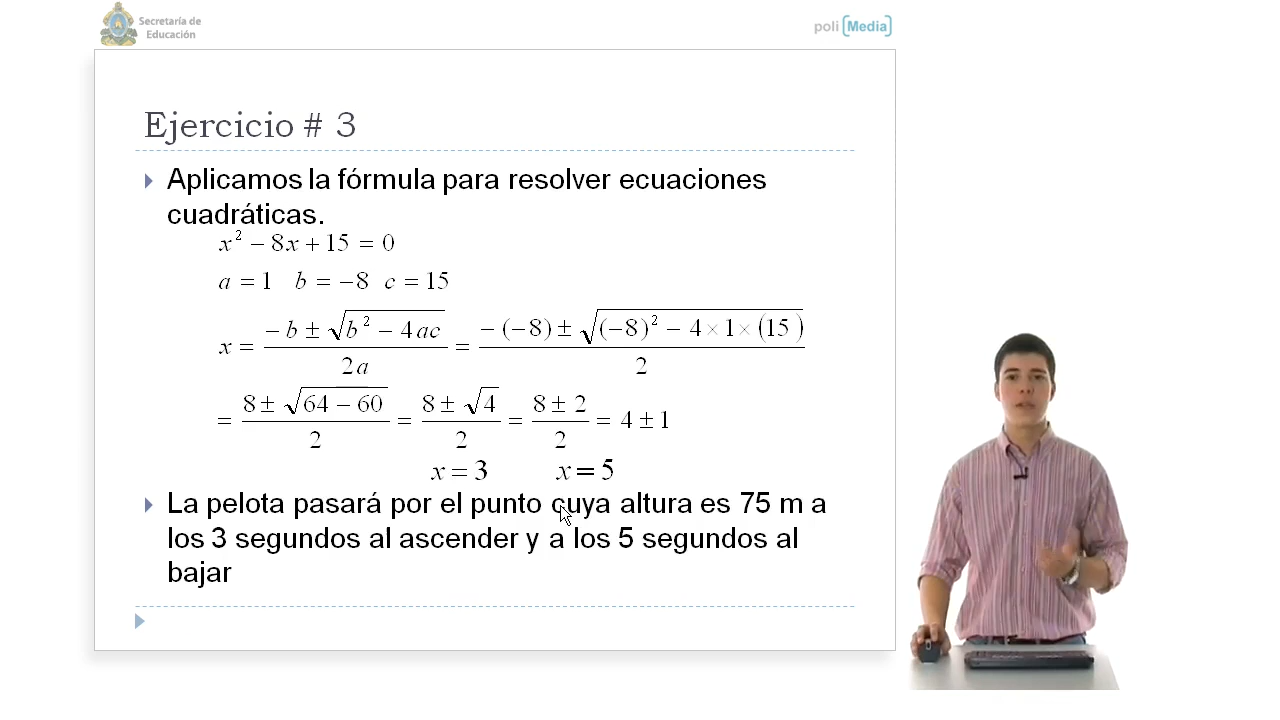 Secretaría de
Educación
poli [Media]
Ejercicio # 3
Aplicamos la fórmula para resolver ecuaciones
cuadráticas.
x² − 8x + 15 = 0
a = 1 b = −8 c = 15
x = (−b ± √(b² − 4ac)) / 2a = (−(−8) ± √((−8)² − 4 × 1 × (15))) / 2
= (8 ± √(64 − 60)) / 2 = (8 ± √4) / 2 = (8 ± 2) / 2 = 4 ± 1
x = 3 x = 5
La pelota pasará por el punto cuya altura es 75 m a
los 3 segundos al ascender y a los 5 segundos al
bajar